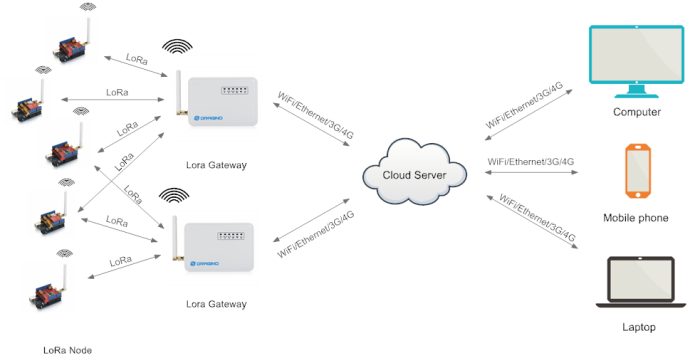 LoRa
LoRa
LoRa
LoRa
LoRa
LoRa
LoRa
DRAGINO
Lora Gateway
DRAGINO
Lora Gateway
LoRa Node
WiFi/Ethernet/3G/4G
WiFi/Ethernet/3G/4G
Cloud Server
WiFi/Ethernet/3G/4G
WiFi/Ethernet/3G/4G
WiFi/Ethernet/3G/4G
Computer
Mobile phone
Laptop